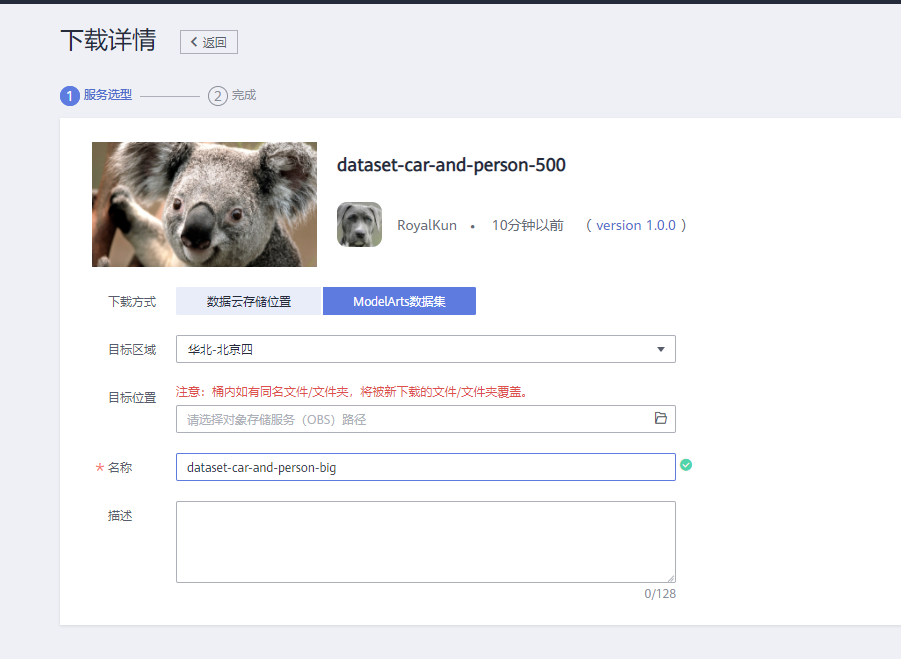 下载详情
返回
1 服务选型
2 完成
dataset-car-and-person-500
RoyalKun • 10分钟以前 ( version 1.0.0 )
下载方式 数据云存储位置 ModelArts数据集
目标区域 华北-北京四
目标位置 注意：桶内如有同名文件/文件夹，将被新下载的文件/文件夹覆盖。
请选择对象存储服务（OBS）路径
* 名称 dataset-car-and-person-big
描述
0/128